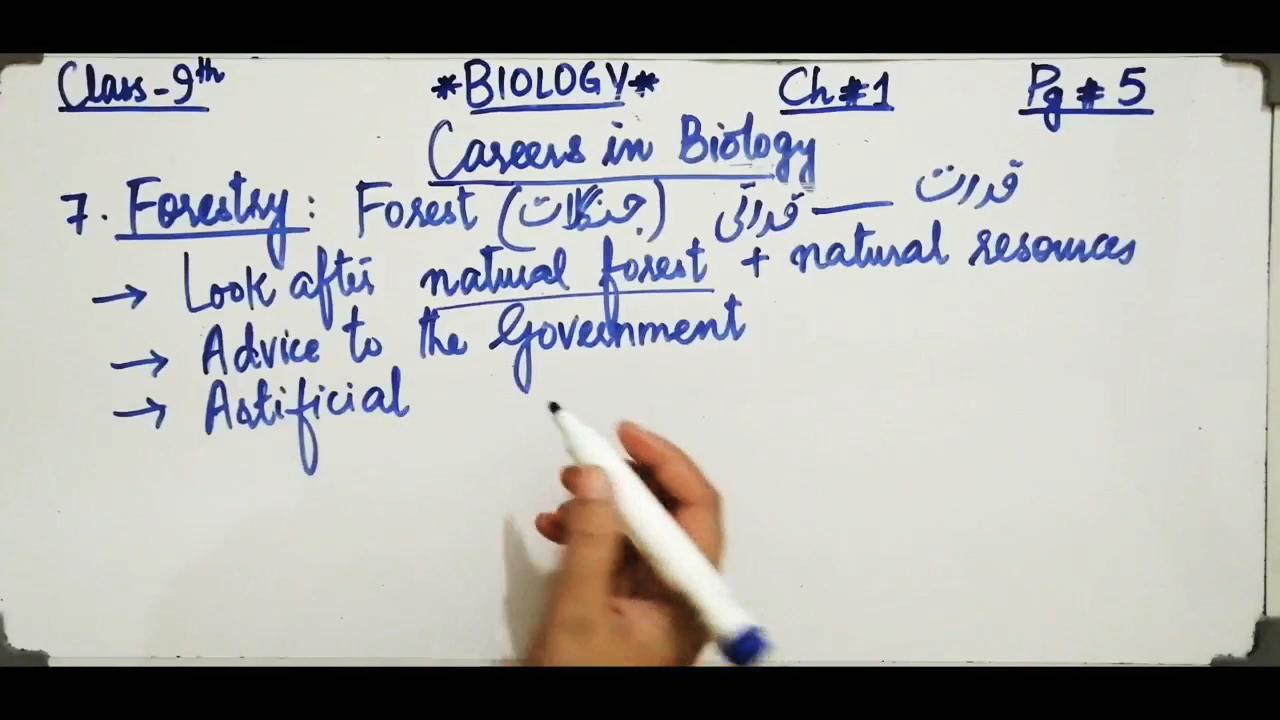 Class-9th *BIOLOGY* Ch #1 Pg # 5
Careers in Biology
7. Forestry: Forest (جنگلات) قدرتی — قدرت
→ Look after natural forest + natural resources
→ Advice to the Government
→ Artificial